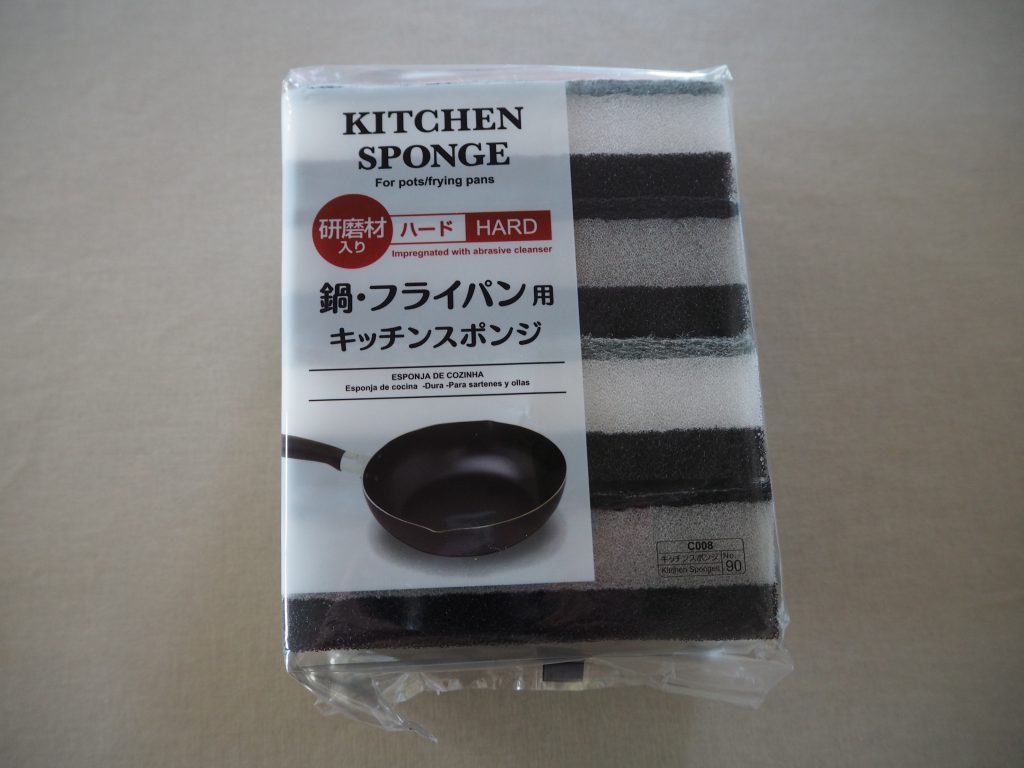 KITCHEN
SPONGE
For pots/frying pans
研磨材
入り
ハード HARD
Impregnated with abrasive cleanser
鍋・フライパン用
キッチンスポンジ
ESPONJA DE COZINHA
Esponja de cocina -Dura -Para sartenes y ollas
C008
キッチンスポンジ No.
Kitchen Sponges 90